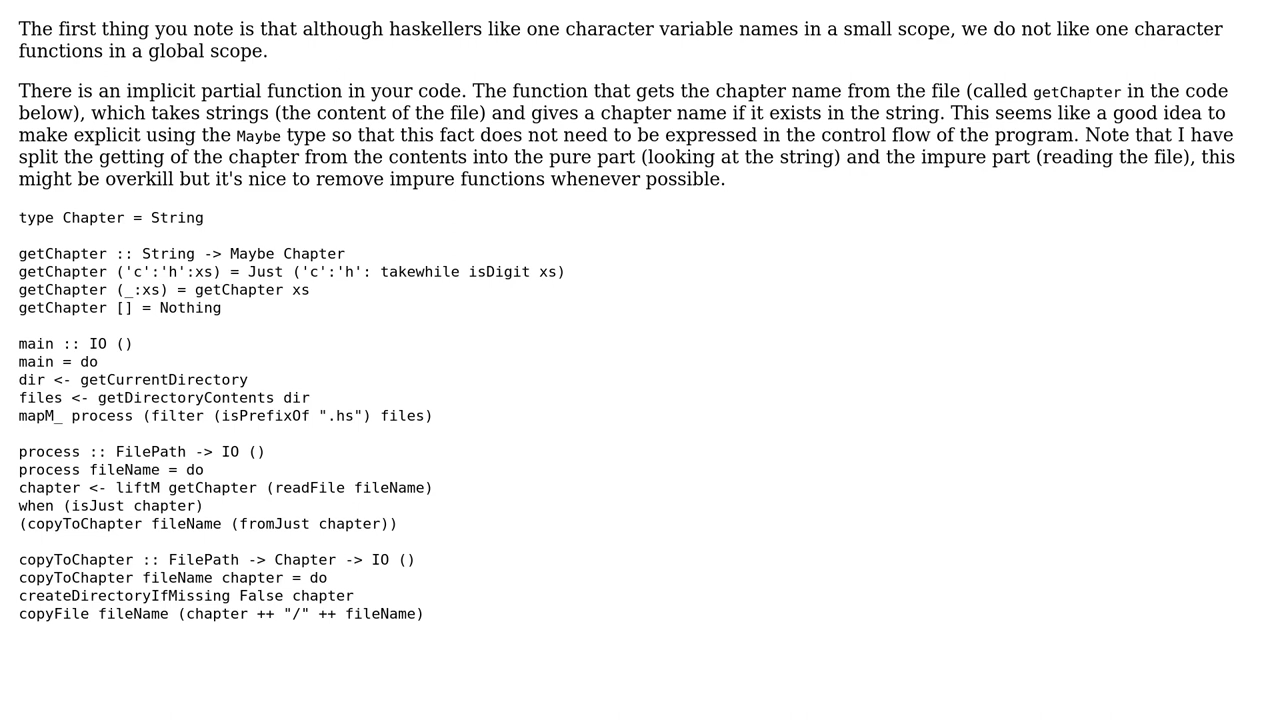 The first thing you note is that although haskellers like one character variable names in a small scope, we do not like one character
functions in a global scope.
There is an implicit partial function in your code. The function that gets the chapter name from the file (called getChapter in the code
below), which takes strings (the content of the file) and gives a chapter name if it exists in the string. This seems like a good idea to
make explicit using the Maybe type so that this fact does not need to be expressed in the control flow of the program. Note that I have
split the getting of the chapter from the contents into the pure part (looking at the string) and the impure part (reading the file), this
might be overkill but it's nice to remove impure functions whenever possible.
type Chapter = String
getChapter :: String -> Maybe Chapter
getChapter ('c':'h':xs) = Just ('c':'h': takewhile isDigit xs)
getChapter (_:xs) = getChapter xs
getChapter [] = Nothing
main :: IO ()
main = do
dir <- getCurrentDirectory
files <- getDirectoryContents dir
mapM_ process (filter (isPrefixOf ".hs") files)
process :: FilePath -> IO ()
process fileName = do
chapter <- liftM getChapter (readFile fileName)
when (isJust chapter)
(copyToChapter fileName (fromJust chapter))
copyToChapter :: FilePath -> Chapter -> IO ()
copyToChapter fileName chapter = do
createDirectoryIfMissing False chapter
copyFile fileName (chapter ++ "/" ++ fileName)